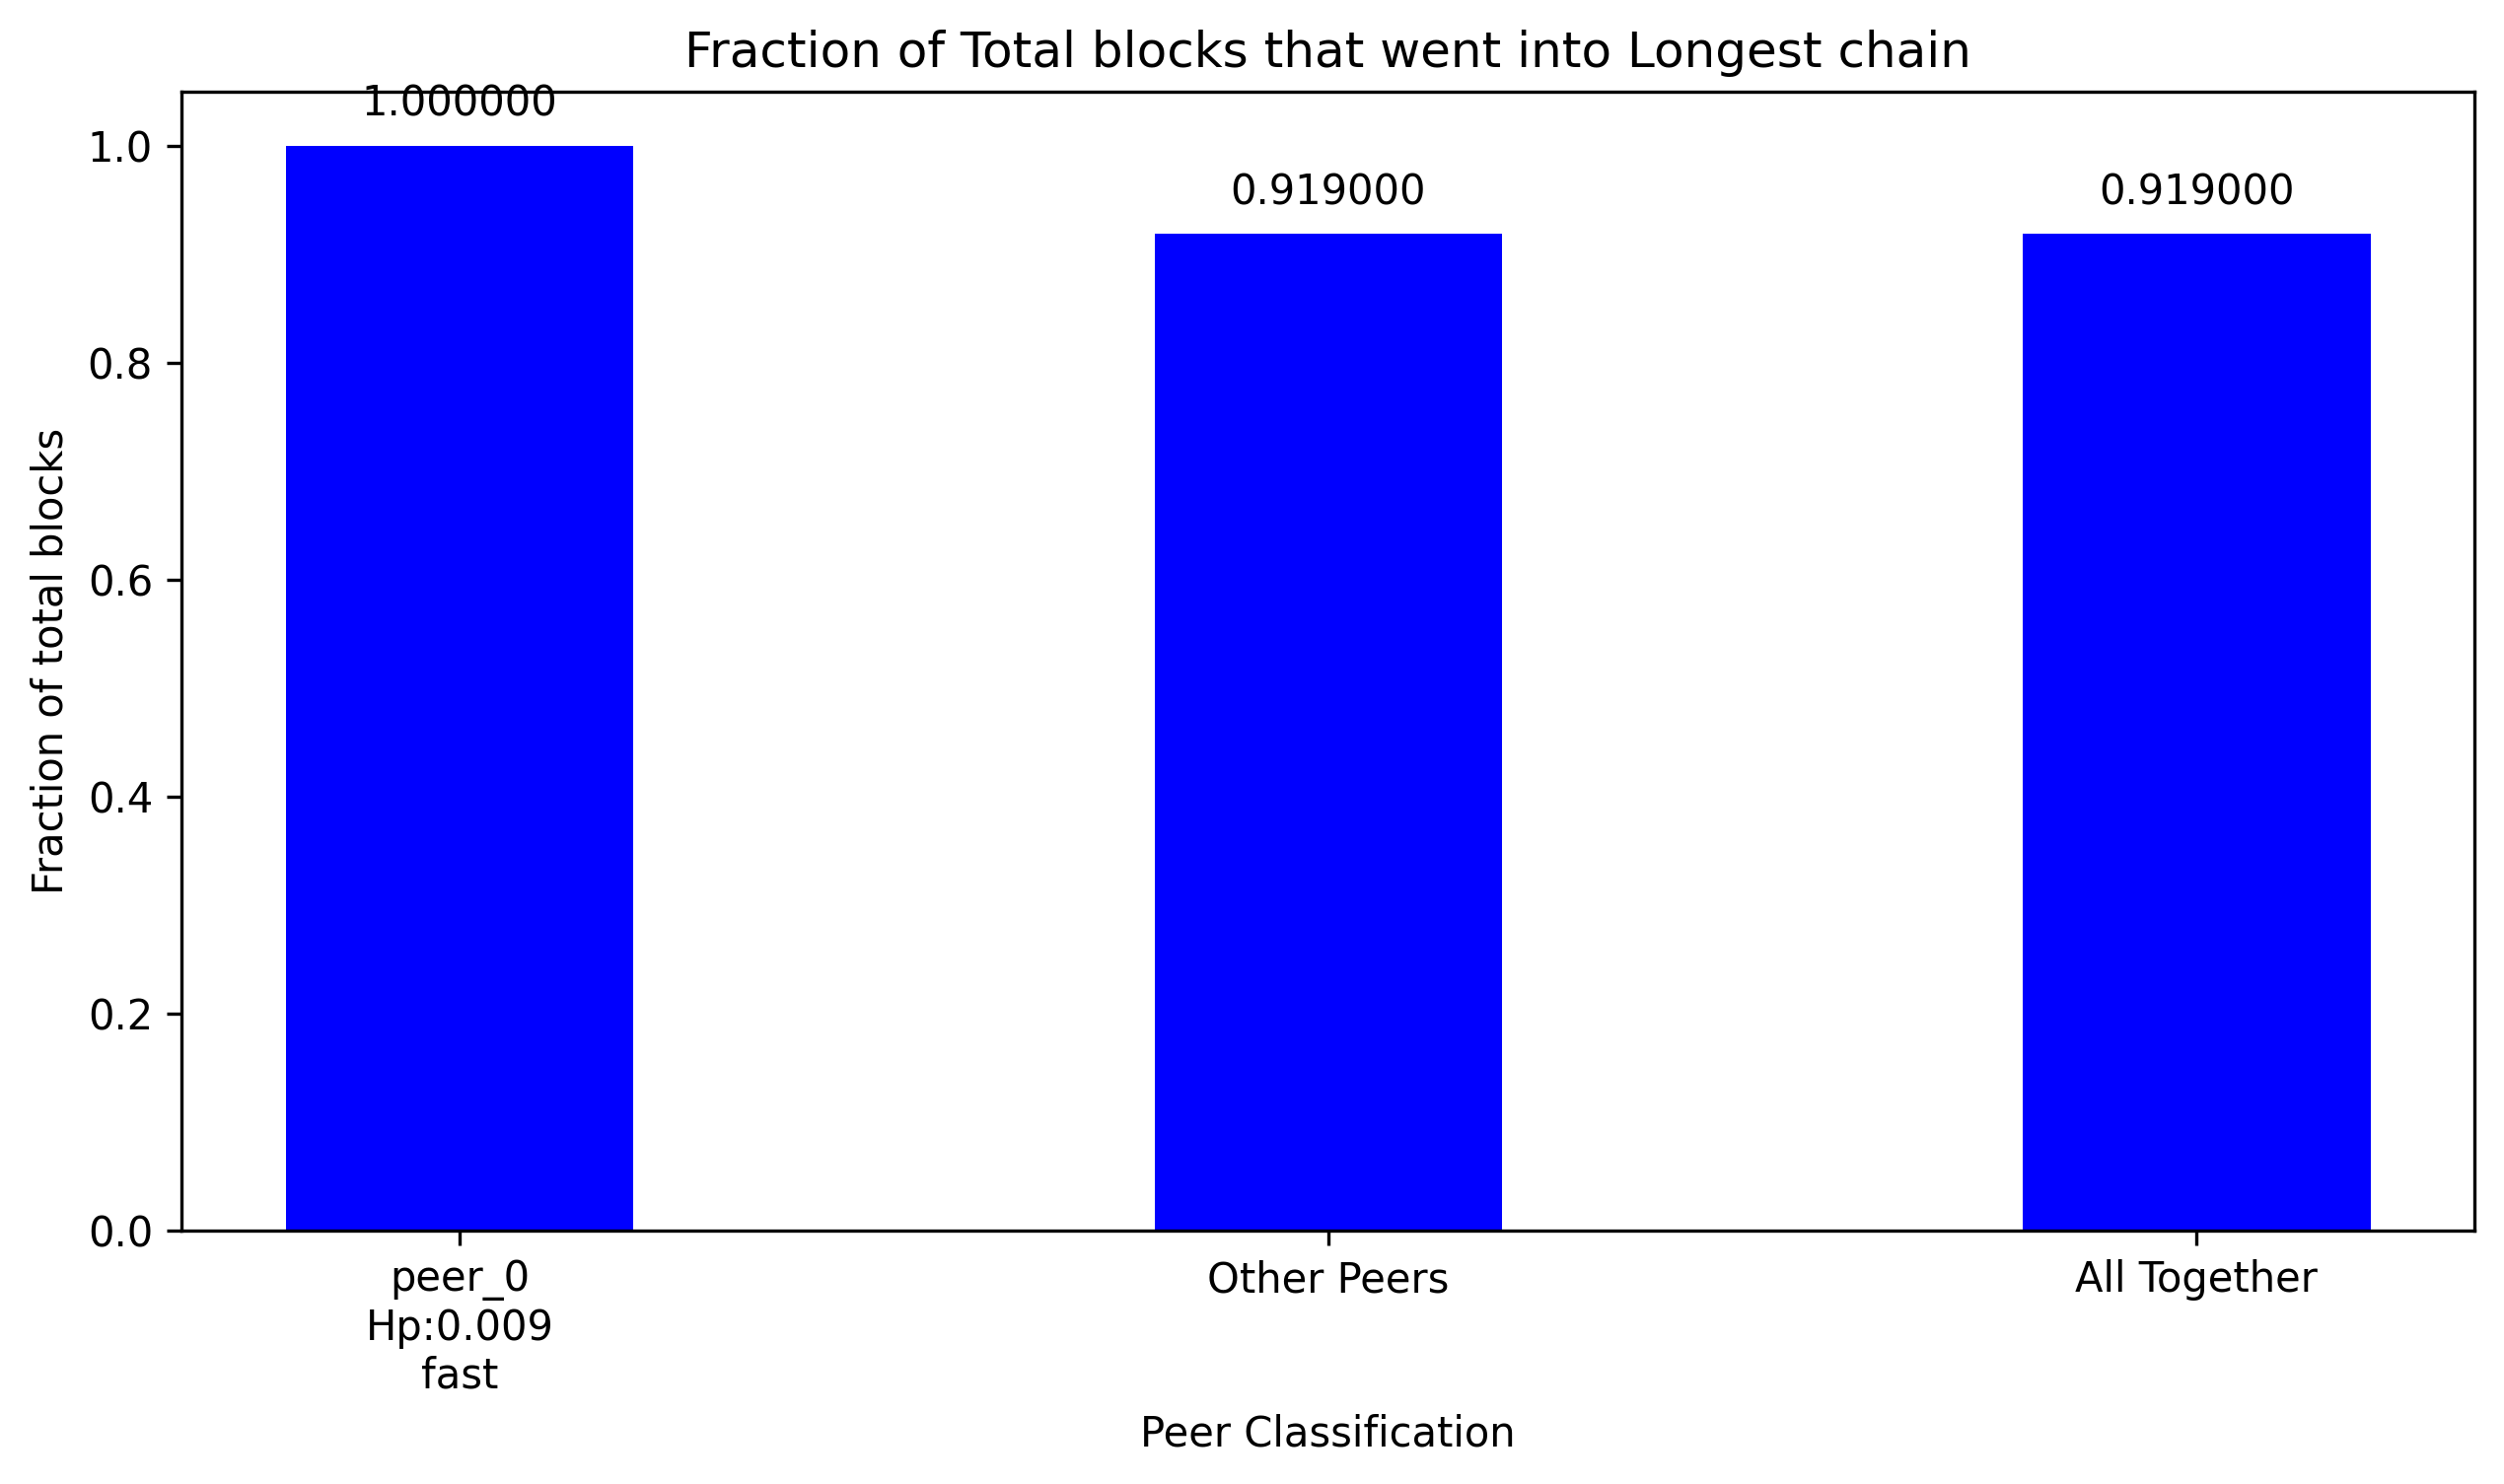 Fraction of Total blocks that went into Longest chain
1.000000
0.919000
0.919000
1.0
0.8
0.6
0.4
0.2
0.0
Fraction of total blocks
peer_0
Hp:0.009
fast
Other Peers
All Together
Peer Classification